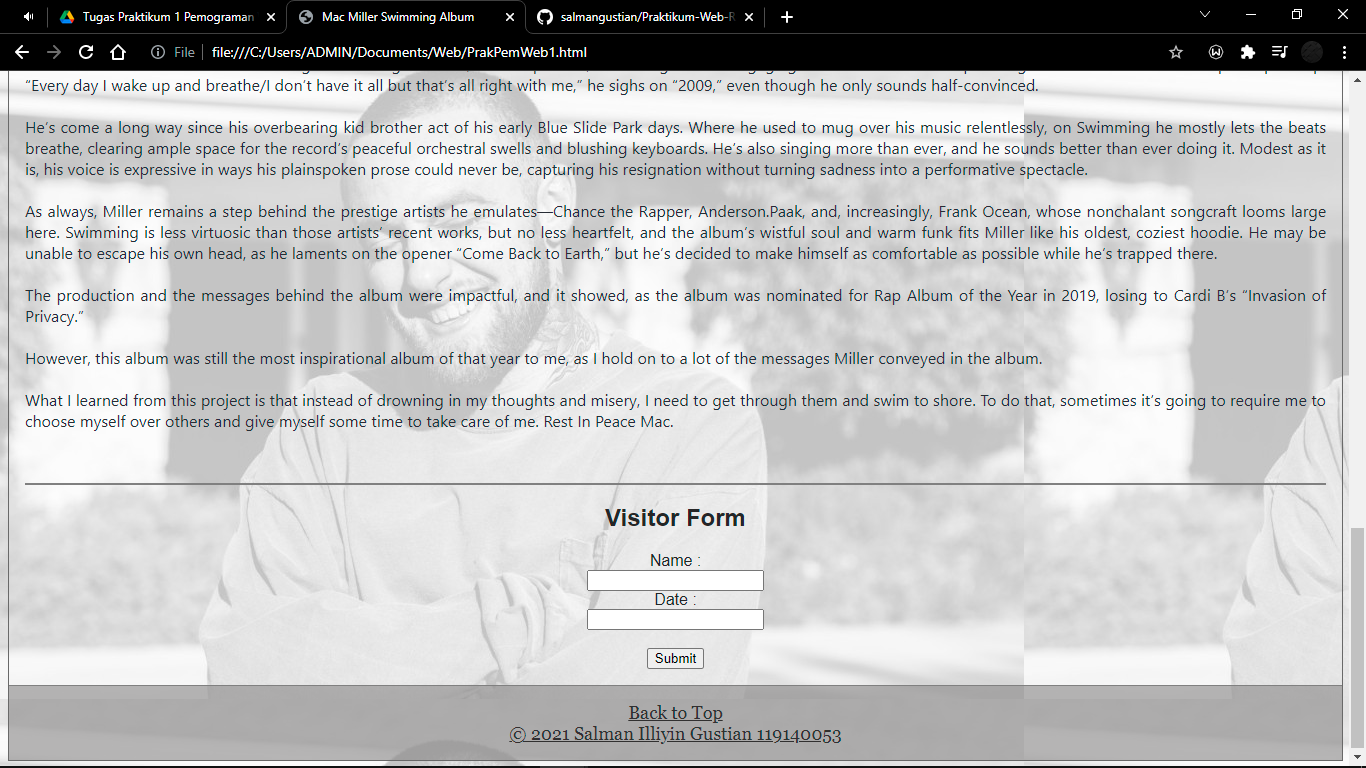 Tugas Praktikum 1 Pemograman
Mac Miller Swimming Album
salmangustian/Praktikum-Web-R
File
file:///C:/Users/ADMIN/Documents/Web/PrakPemWeb1.html
“Every day I wake up and breathe/I don’t have it all but that’s all right with me,” he sighs on “2009,” even though he only sounds half-convinced.
He’s come a long way since his overbearing kid brother act of his early Blue Slide Park days. Where he used to mug over his music relentlessly, on Swimming he mostly lets the beats
breathe, clearing ample space for the record’s peaceful orchestral swells and blushing keyboards. He’s also singing more than ever, and he sounds better than ever doing it. Modest as it
is, his voice is expressive in ways his plainspoken prose could never be, capturing his resignation without turning sadness into a performative spectacle.
As always, Miller remains a step behind the prestige artists he emulates—Chance the Rapper, Anderson.Paak, and, increasingly, Frank Ocean, whose nonchalant songcraft looms large
here. Swimming is less virtuosic than those artists’ recent works, but no less heartfelt, and the album’s wistful soul and warm funk fits Miller like his oldest, coziest hoodie. He may be
unable to escape his own head, as he laments on the opener “Come Back to Earth,” but he’s decided to make himself as comfortable as possible while he’s trapped there.
The production and the messages behind the album were impactful, and it showed, as the album was nominated for Rap Album of the Year in 2019, losing to Cardi B’s “Invasion of
Privacy.”
However, this album was still the most inspirational album of that year to me, as I hold on to a lot of the messages Miller conveyed in the album.
What I learned from this project is that instead of drowning in my thoughts and misery, I need to get through them and swim to shore. To do that, sometimes it’s going to require me to
choose myself over others and give myself some time to take care of me. Rest In Peace Mac.
Visitor Form
Name :
Date :
Submit
Back to Top
© 2021 Salman Illiyin Gustian 119140053